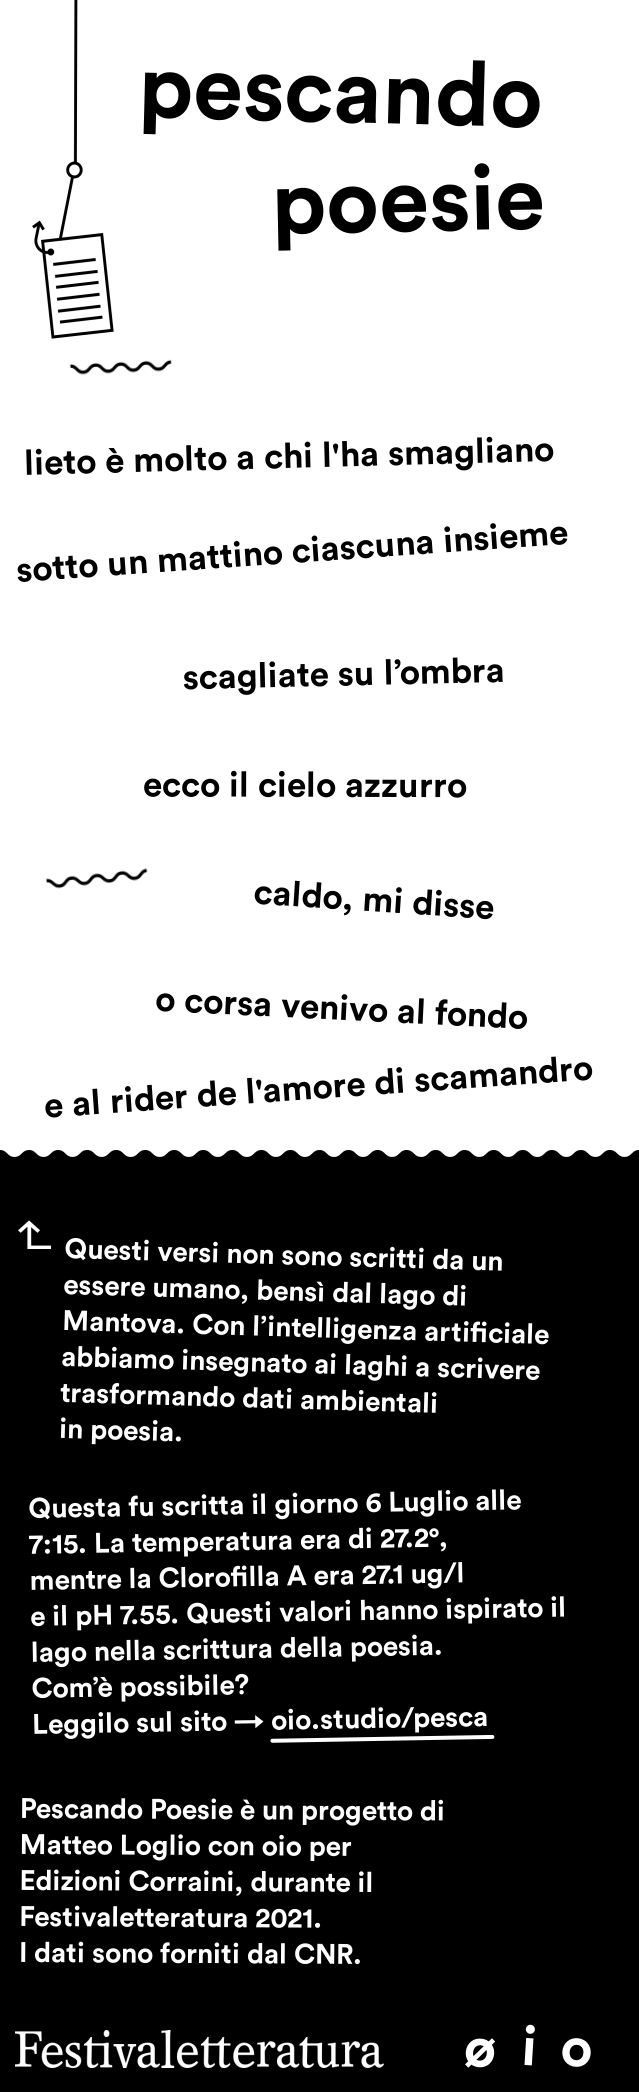 pescando
poesie
lieto è molto a chi l'ha smagliano
sotto un mattino ciascuna insieme
scagliate su l’ombra
ecco il cielo azzurro
caldo, mi disse
o corsa venivo al fondo
e al rider de l'amore di scamandro
Questi versi non sono scritti da un
essere umano, bensì dal lago di
Mantova. Con l’intelligenza artificiale
abbiamo insegnato ai laghi a scrivere
trasformando dati ambientali
in poesia.
Questa fu scritta il giorno 6 Luglio alle
7:15. La temperatura era di 27.2°,
mentre la Clorofilla A era 27.1 ug/l
e il pH 7.55. Questi valori hanno ispirato il
lago nella scrittura della poesia.
Com’è possibile?
Leggilo sul sito → oio.studio/pesca
Pescando Poesie è un progetto di
Matteo Loglio con oio per
Edizioni Corraini, durante il
Festivaletteratura 2021.
I dati sono forniti dal CNR.
Festivaletteratura ø i o